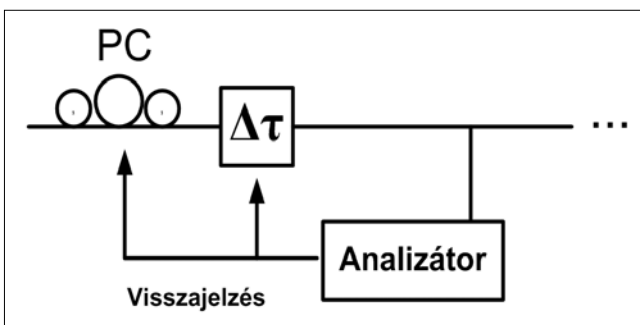 PC
Δτ
...
Analizátor
Visszajelzés